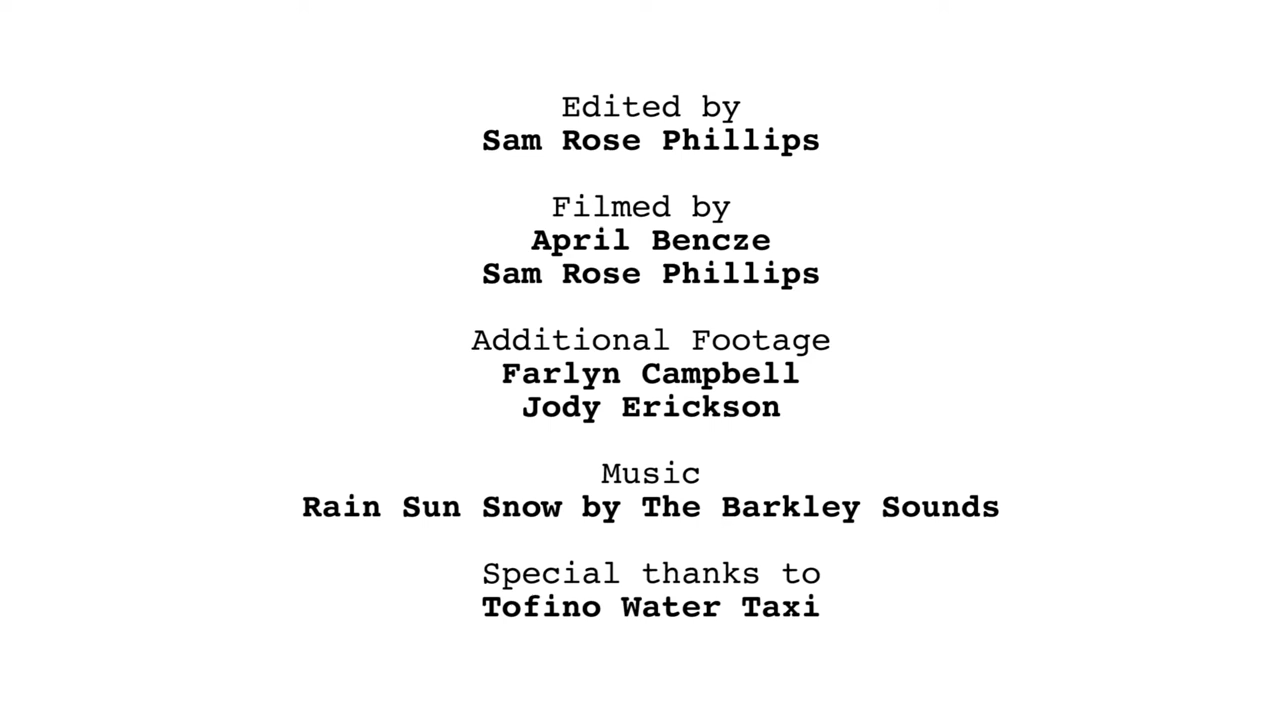 Edited by
Sam Rose Phillips
Filmed by
April Bencze
Sam Rose Phillips
Additional Footage
Farlyn Campbell
Jody Erickson
Music
Rain Sun Snow by The Barkley Sounds
Special thanks to
Tofino Water Taxi